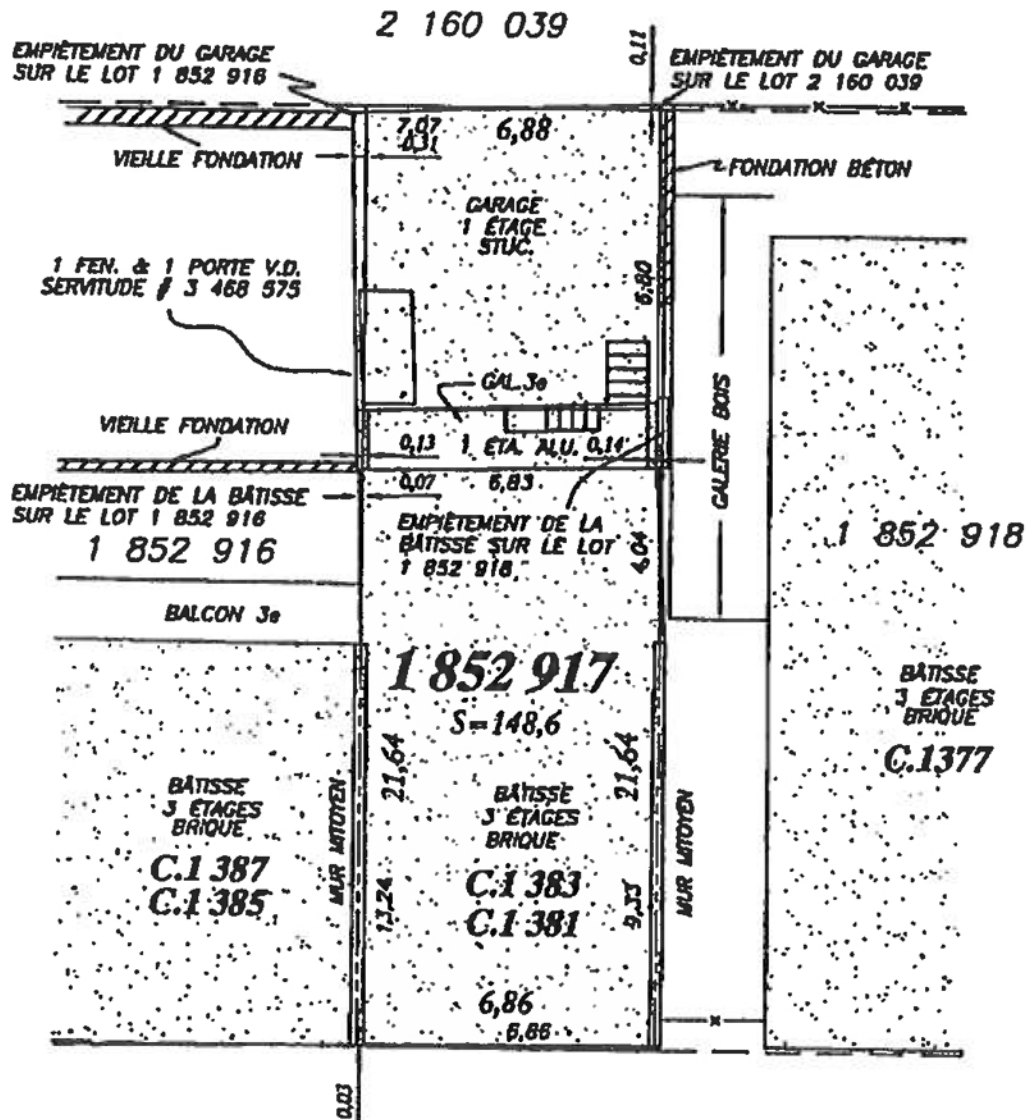 2 160 039
0,11
EMPIÈTEMENT DU GARAGE
SUR LE LOT 1 852 916
EMPIÈTEMENT DU GARAGE
SUR LE LOT 2 160 039
7,07
6,88
0,31
VIEILLE FONDATION
FONDATION BÉTON
GARAGE
1 ÉTAGE
STUC.
1 FEN. & 1 PORTE V.D.
SERVITUDE # 3 468 575
6,80
GAL.3e
GALERIE BOIS
VIEILLE FONDATION
0,13
1 ÉTA. ALU.
0,14
0,07
6,83
EMPIÈTEMENT DE LA BÂTISSE
SUR LE LOT 1 852 916
EMPIÈTEMENT DE LA
BÂTISSE SUR LE LOT
1 852 918
4,04
1 852 916
1 852 918
BALCON 3e
1 852 917
S=148,6
BÂTISSE
3 ÉTAGES
BRIQUE
C.1377
21,64
21,64
BÂTISSE
3 ÉTAGES
BRIQUE
C.1 387
C.1 385
MUR MITOYEN
BÂTISSE
3 ÉTAGES
BRIQUE
C.1 383
C.1 381
MUR MITOYEN
13,24
9,33
6,86
6,86
0,03